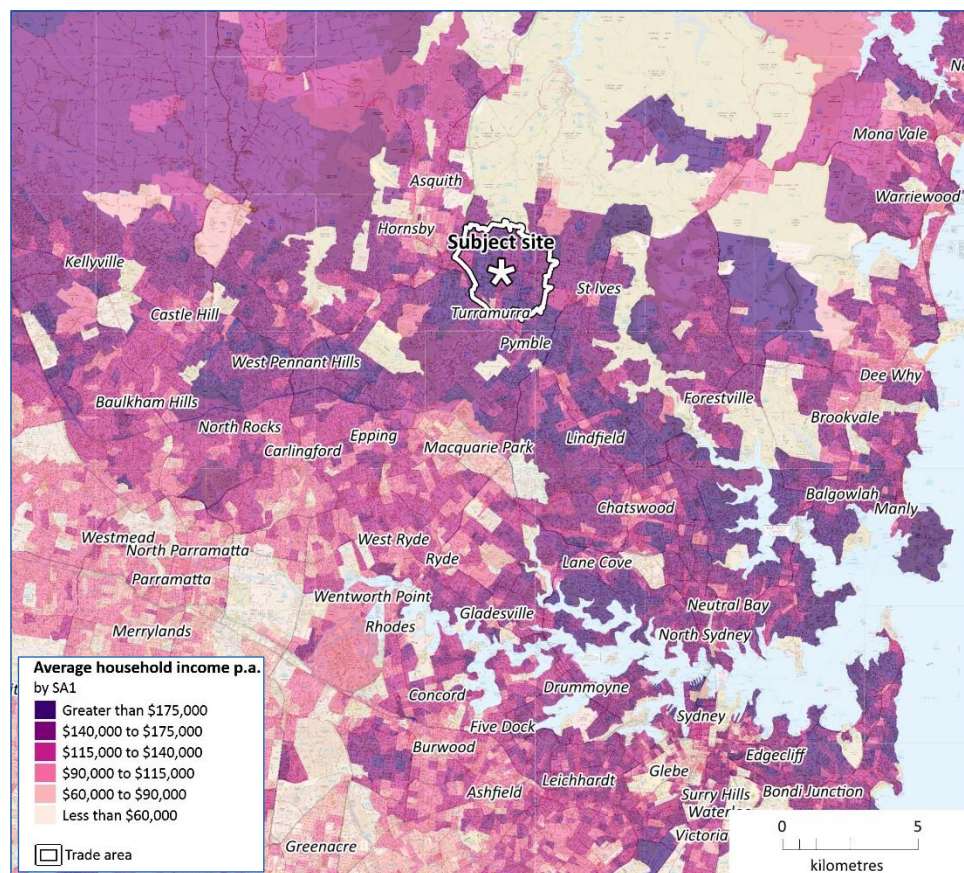 Ne
Mona Vale
Asquith
Warriewood
Hornsby
Subject site
Kellyville
St Ives
Castle Hill
Turramurra
Pymble
West Pennant Hills
Dee Why
Baulkham Hills
Forestville
Brookvale
North Rocks
Epping
Lindfield
Carlingford
Macquarie Park
Balgowlah
Chatswood
Manly
Westmead
North Parramatta
West Ryde
Ryde
Lane Cove
Parramatta
Wentworth Point
Neutral Bay
Gladesville
Merrylands
Rhodes
North Sydney
Drummoyne
Concord
Sydney
Five Dock
Burwood
Edgecliff
Glebe
Leichhardt
Ashfield
Surry Hills
Bondi Junction
Waterloo
Victoria
Greenacre
Average household income p.a.
by SA1
Greater than $175,000
$140,000 to $175,000
$115,000 to $140,000
$90,000 to $115,000
$60,000 to $90,000
Less than $60,000
Trade area
0 5
kilometres